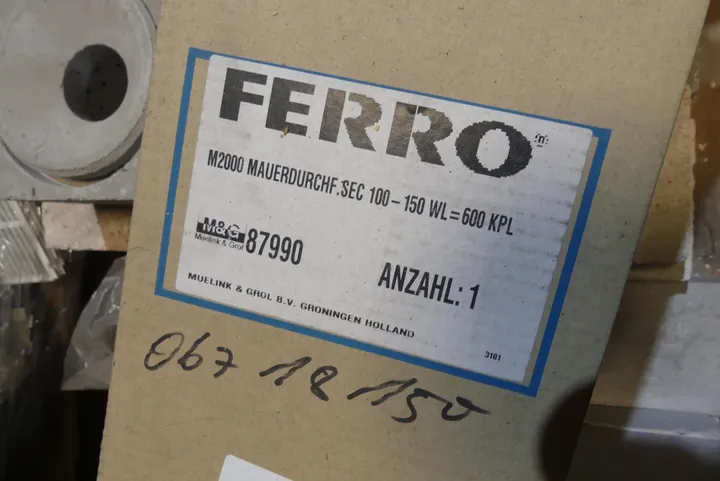 FERRO
M2000 MAUERDURCHF.SEC 100-150 WL=600 KPL
M&G
Muelink & Grol
87990
ANZAHL: 1
MUELINK & GROL B.V. GRONINGEN HOLLAND
3101
067 18 150